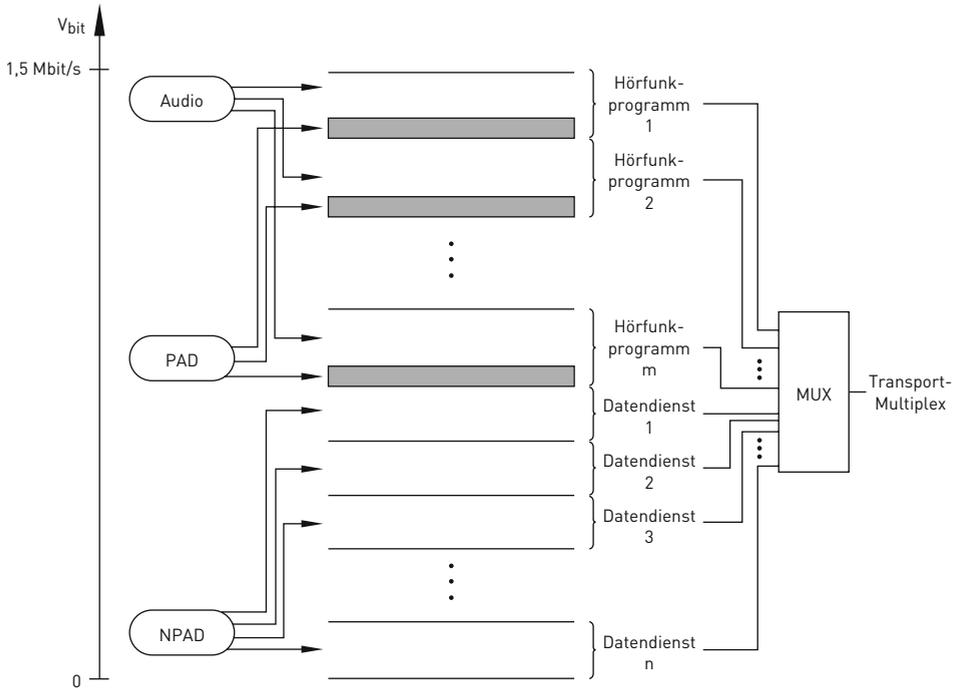 Vbit
1,5 Mbit/s
Audio
Hörfunk-
programm
1
Hörfunk-
programm
2
PAD
Hörfunk-
programm
m
MUX
Transport-
Multiplex
Datendienst
1
Datendienst
2
Datendienst
3
NPAD
Datendienst
n
0